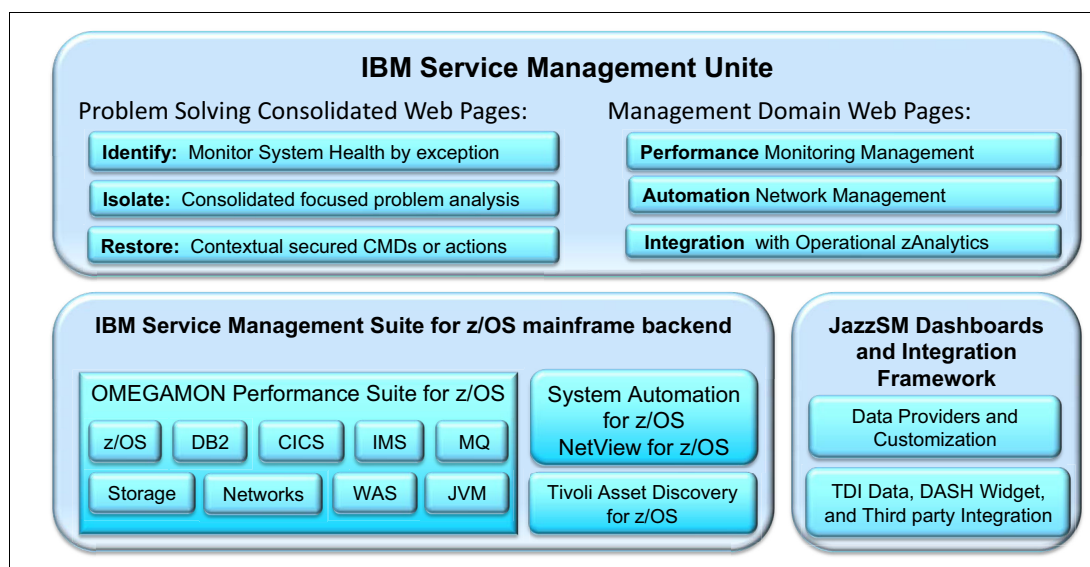 IBM Service Management Unite
Problem Solving Consolidated Web Pages:
Identify: Monitor System Health by exception
Isolate: Consolidated focused problem analysis
Restore: Contextual secured CMDs or actions
Management Domain Web Pages:
Performance Monitoring Management
Automation Network Management
Integration with Operational zAnalytics
IBM Service Management Suite for z/OS mainframe backend
OMEGAMON Performance Suite for z/OS
z/OS
DB2
CICS
IMS
MQ
Storage
Networks
WAS
JVM
System Automation
for z/OS
NetView for z/OS
Tivoli Asset Discovery
for z/OS
JazzSM Dashboards
and Integration
Framework
Data Providers and
Customization
TDI Data, DASH Widget,
and Third party Integration